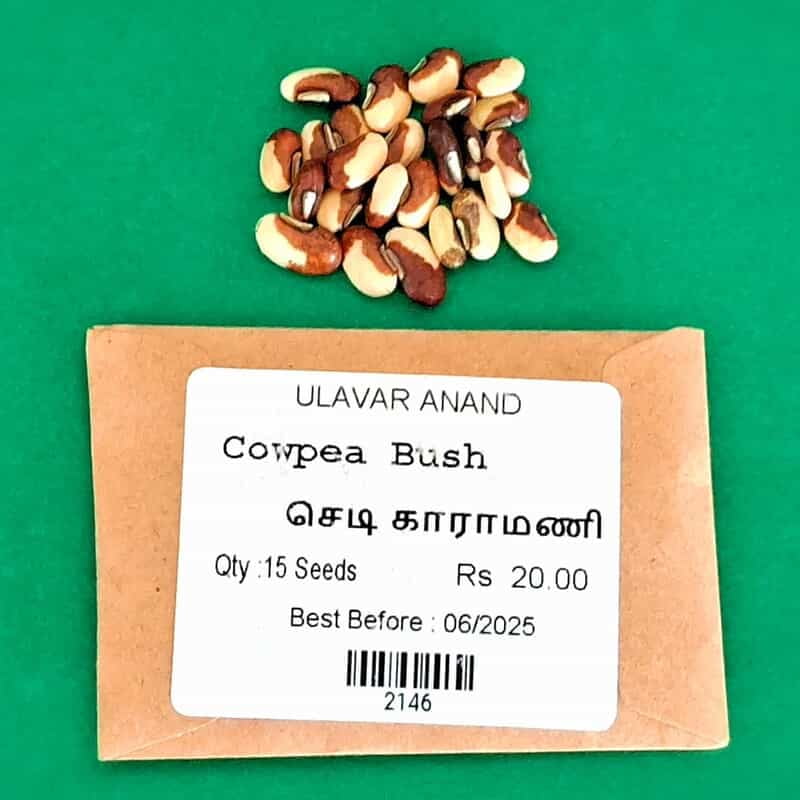 ULAVAR ANAND
Cowpea Bush
செடி காராமணி
Qty :15 Seeds Rs 20.00
Best Before : 06/2025
2146